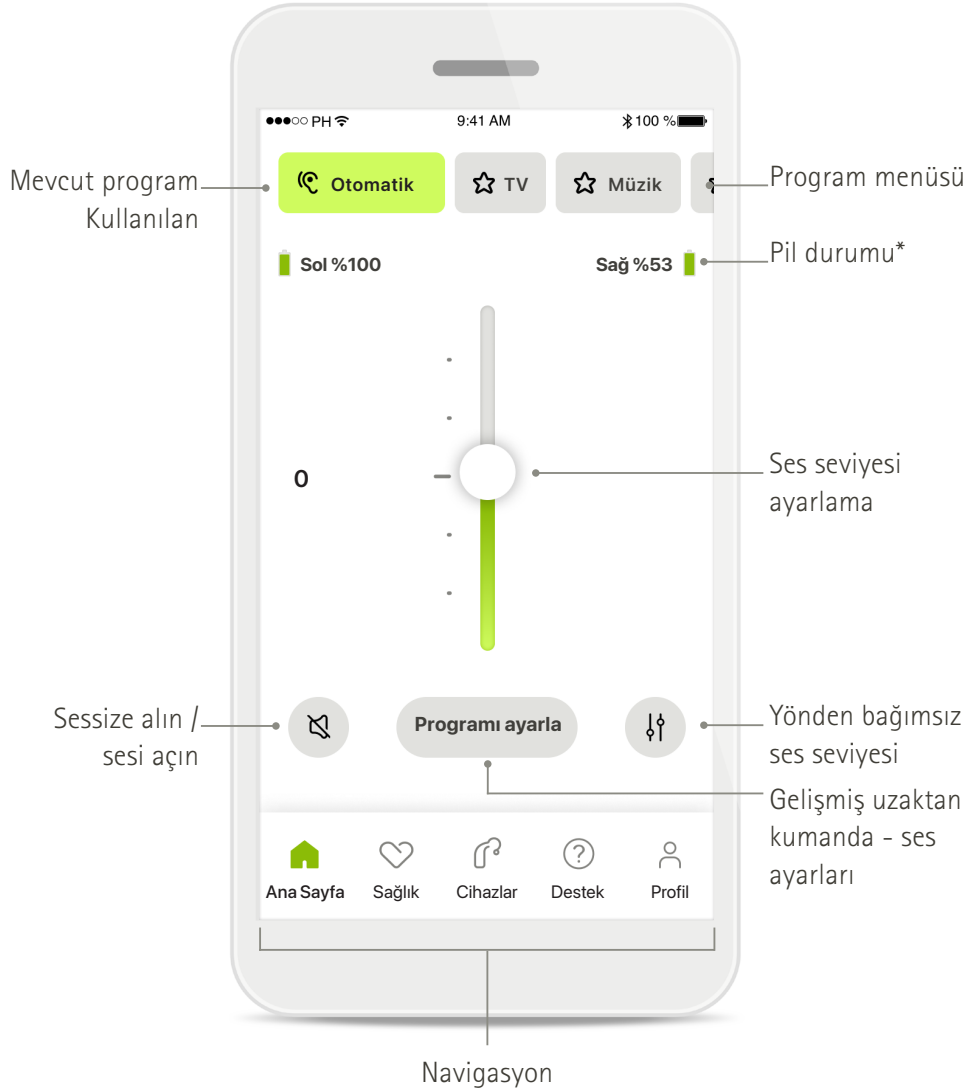 PH 9:41 AM 100 %
Otomatik TV Müzik
Mevcut program
Kullanılan
Program menüsü
Sol %100 Sağ %53
Pil durumu*
0
Ses seviyesi
ayarlama
Sessize alın /
sesi açın
Programı ayarla
Yönden bağımsız
ses seviyesi
Gelişmiş uzaktan
kumanda - ses
ayarları
Ana Sayfa Sağlık Cihazlar Destek Profil
Navigasyon